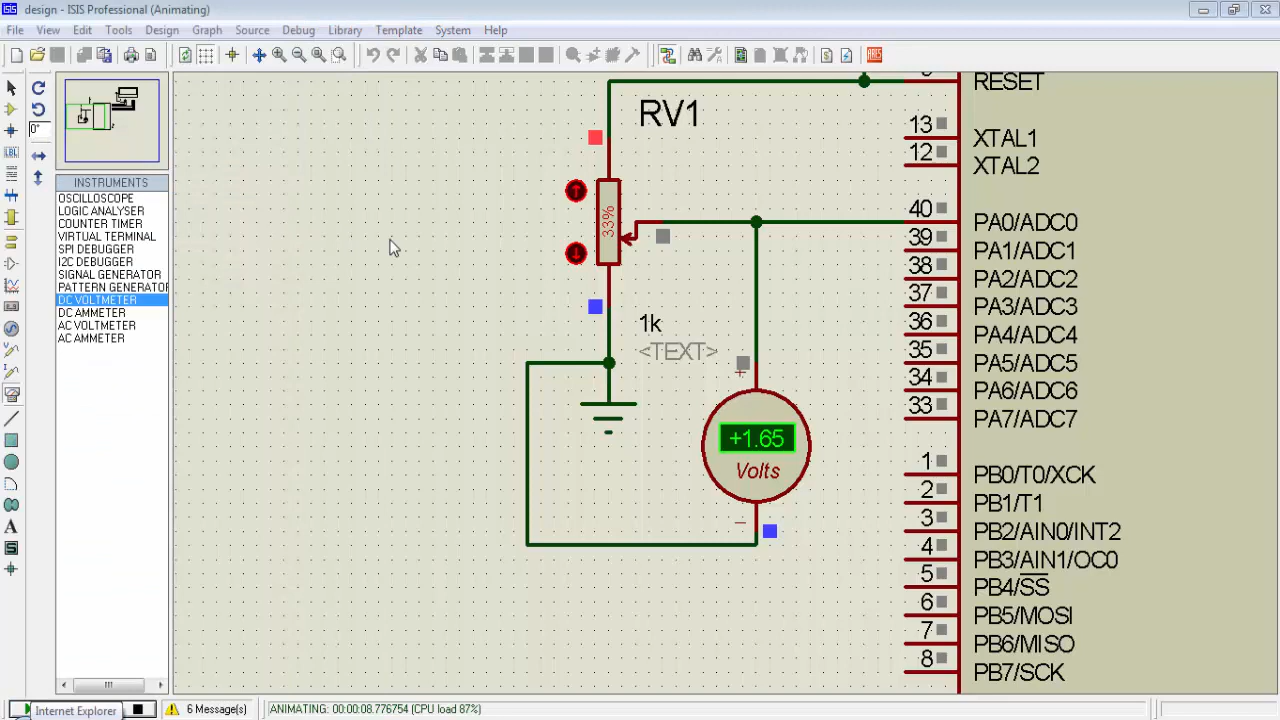 design - ISIS Professional (Animating)
File View Edit Tools Design Graph Source Debug Library Template System Help
ISIS
ARES
0°
LBL
A
S
INSTRUMENTS
OSCILLOSCOPE
LOGIC ANALYSER
COUNTER TIMER
VIRTUAL TERMINAL
SPI DEBUGGER
I2C DEBUGGER
SIGNAL GENERATOR
PATTERN GENERATOR
DC VOLTMETER
DC AMMETER
AC VOLTMETER
AC AMMETER
RV1
33%
1k
<TEXT>
+
+1.65
Volts
−
RESET
13 XTAL1
12 XTAL2
40 PA0/ADC0
39 PA1/ADC1
38 PA2/ADC2
37 PA3/ADC3
36 PA4/ADC4
35 PA5/ADC5
34 PA6/ADC6
33 PA7/ADC7
1 PB0/T0/XCK
2 PB1/T1
3 PB2/AIN0/INT2
4 PB3/AIN1/OC0
5 PB4/SS
6 PB5/MOSI
7 PB6/MISO
8 PB7/SCK
Internet Explorer
6 Message(s)
ANIMATING: 00:00:08.776754 (CPU load 87%)